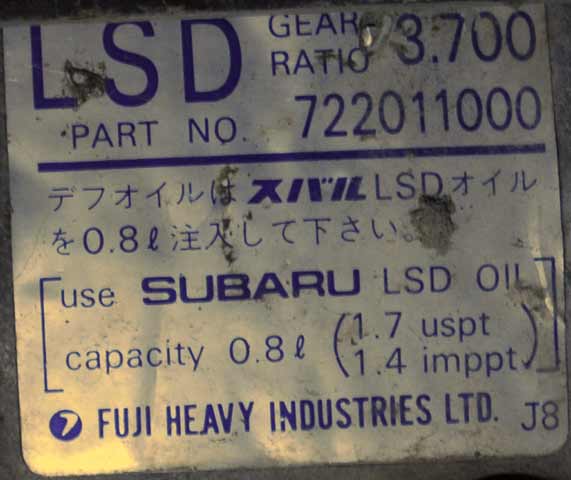 LSD GEAR RATIO 3.700
PART NO. 722011000
デフオイルは スバル LSDオイル
を0.8ℓ注入して下さい。
use SUBARU LSD OIL
capacity 0.8ℓ (1.7 uspt
1.4 imppt)
FUJI HEAVY INDUSTRIES LTD. J8